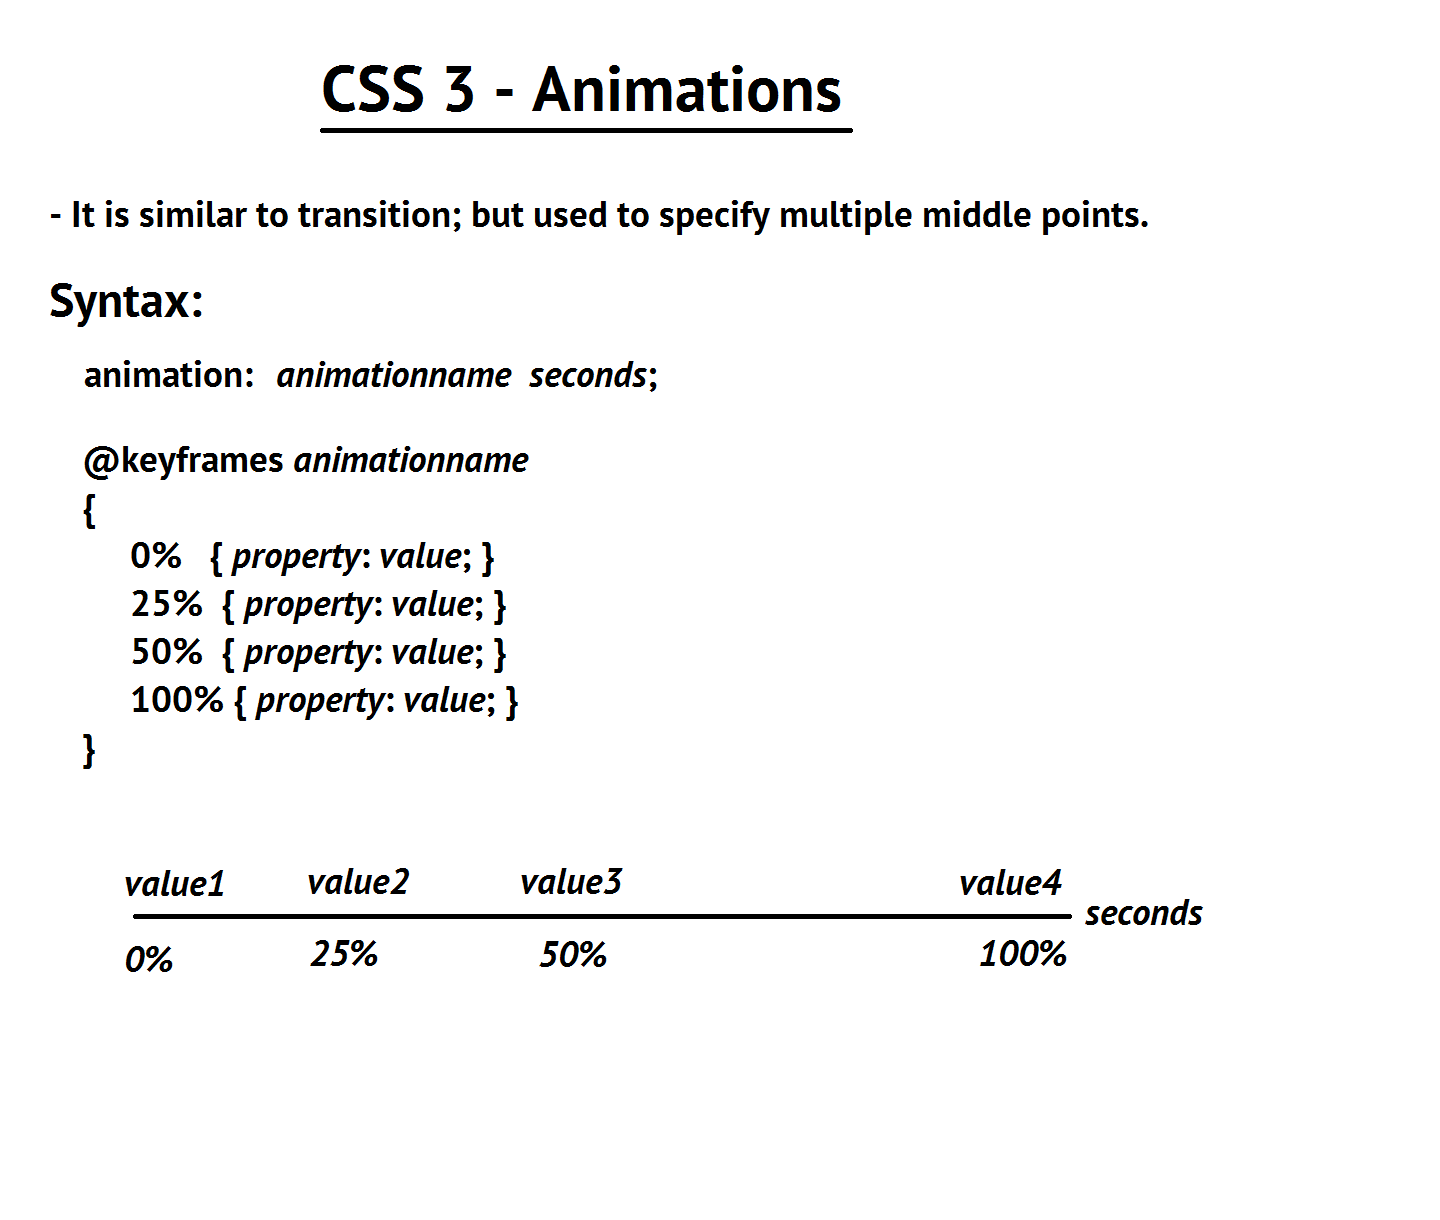 CSS 3 - Animations
- It is similar to transition; but used to specify multiple middle points.
Syntax:
animation: animationname seconds;
@keyframes animationname
{
0% { property: value; }
25% { property: value; }
50% { property: value; }
100% { property: value; }
}
value1 value2 value3 value4
seconds
0% 25% 50% 100%